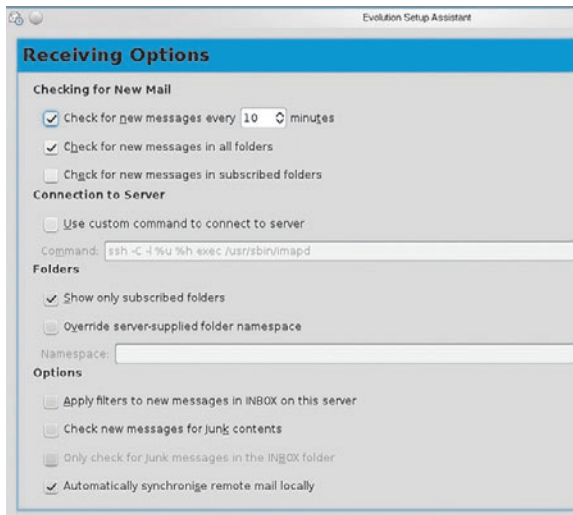 Evolution Setup Assistant
Receiving Options
Checking for New Mail
Check for new messages every 10 minutes
Check for new messages in all folders
Check for new messages in subscribed folders
Connection to Server
Use custom command to connect to server
Command: ssh -C -l %u %h exec /usr/sbin/imapd
Folders
Show only subscribed folders
Override server-supplied folder namespace
Namespace:
Options
Apply filters to new messages in INBOX on this server
Check new messages for Junk contents
Only check for Junk messages in the INBOX folder
Automatically synchronise remote mail locally